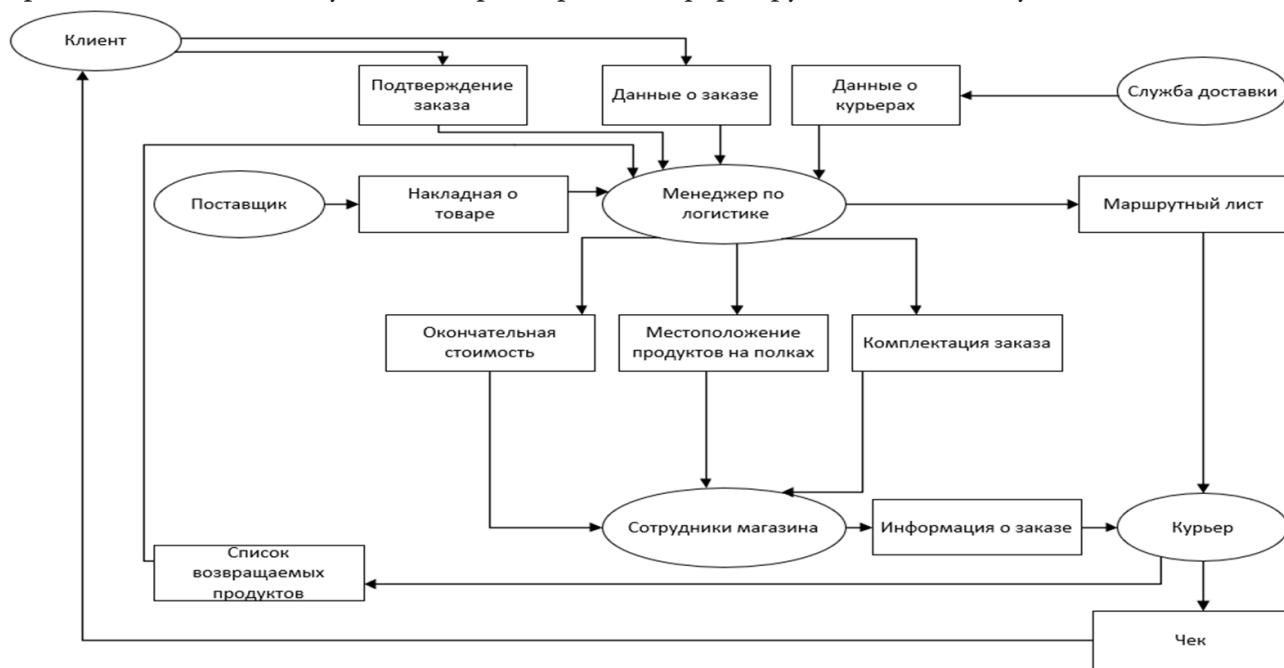 Клиент
Подтверждение
заказа
Данные о заказе
Данные о
курьерах
Служба доставки
Поставщик
Накладная о
товаре
Менеджер по
логистике
Маршрутный лист
Окончательная
стоимость
Местоположение
продуктов на полках
Комплектация заказа
Сотрудники магазина
Информация о заказе
Курьер
Список
возвращаемых
продуктов
Чек